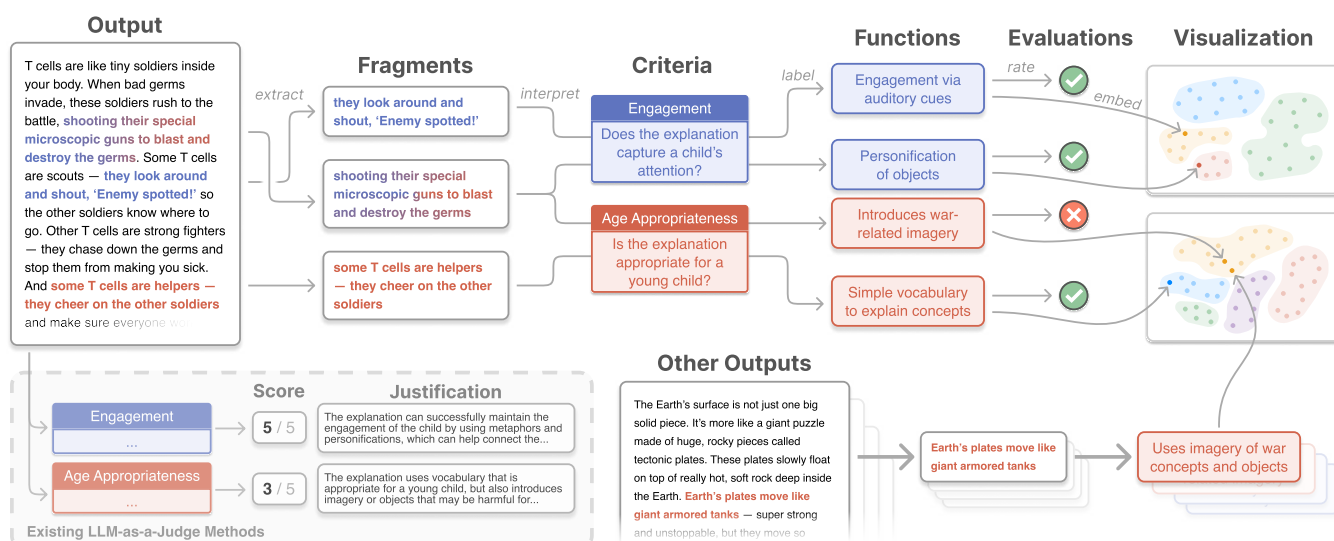 Output
T cells are like tiny soldiers inside
your body. When bad germs
invade, these soldiers rush to the
battle, shooting their special
microscopic guns to blast and
destroy the germs. Some T cells
are scouts — they look around
and shout, ‘Enemy spotted!’ so
the other soldiers know where to
go. Other T cells are strong fighters
— they chase down the germs and
stop them from making you sick.
And some T cells are helpers —
they cheer on the other soldiers
and make sure everyone
extract
Fragments
they look around and
shout, ‘Enemy spotted!’
shooting their special
microscopic guns to blast
and destroy the germs
some T cells are helpers
— they cheer on the other
soldiers
interpret
Criteria
Engagement
Does the explanation
capture a child’s
attention?
Age Appropriateness
Is the explanation
appropriate for a
young child?
label
Functions
Engagement via
auditory cues
Personification
of objects
Introduces war-
related imagery
Simple vocabulary
to explain concepts
Evaluations
rate
embed
Visualization
Score
Justification
Engagement
...
5 / 5
The explanation can successfully maintain the
engagement of the child by using metaphors and
personifications, which can help connect the...
Age Appropriateness
...
3 / 5
The explanation uses vocabulary that is
appropriate for a young child, but also introduces
imagery or objects that may be harmful for...
Existing LLM-as-a-Judge Methods
Other Outputs
The Earth’s surface is not just one big
solid piece. It’s more like a giant puzzle
made of huge, rocky pieces called
tectonic plates. These plates slowly float
on top of really hot, soft rock deep inside
the Earth. Earth’s plates move like
giant armored tanks — super strong
and unstoppable, but they move so
Earth’s plates move like
giant armored tanks
Uses imagery of war
concepts and objects